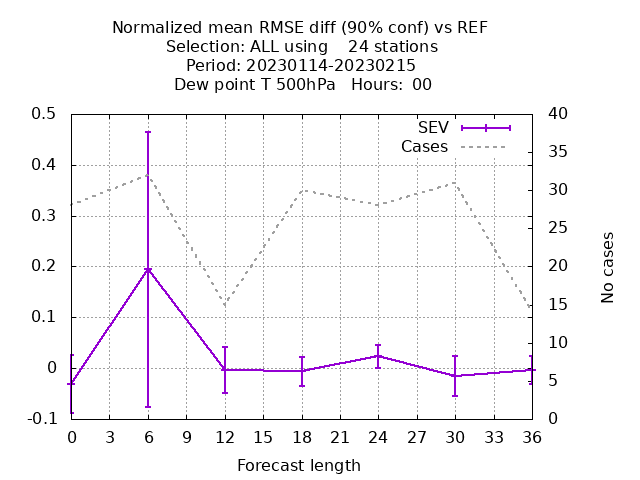 Normalized mean RMSE diff (90% conf) vs REF
Selection: ALL using    24 stations
Period: 20230114-20230215
Dew point T 500hPa   Hours:  00
SEV
Cases
0.5
0.4
0.3
0.2
0.1
0
-0.1
40
35
30
25
20
15
10
5
0
No cases
0 3 6 9 12 15 18 21 24 27 30 33 36
Forecast length